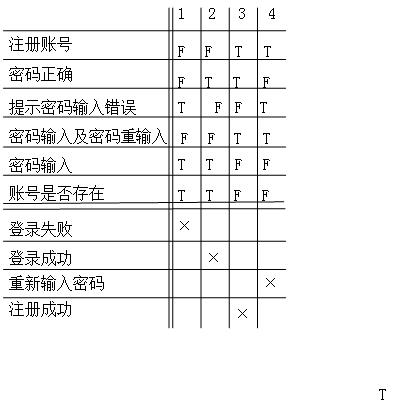 1 2 3 4
注册账号 F F T T
密码正确 F T T F
提示密码输入错误 T F F T
密码输入及密码重输入 F F T T
密码输入 T T F F
账号是否存在 T T F F
登录失败 ×
登录成功 ×
重新输入密码 ×
注册成功 ×
T